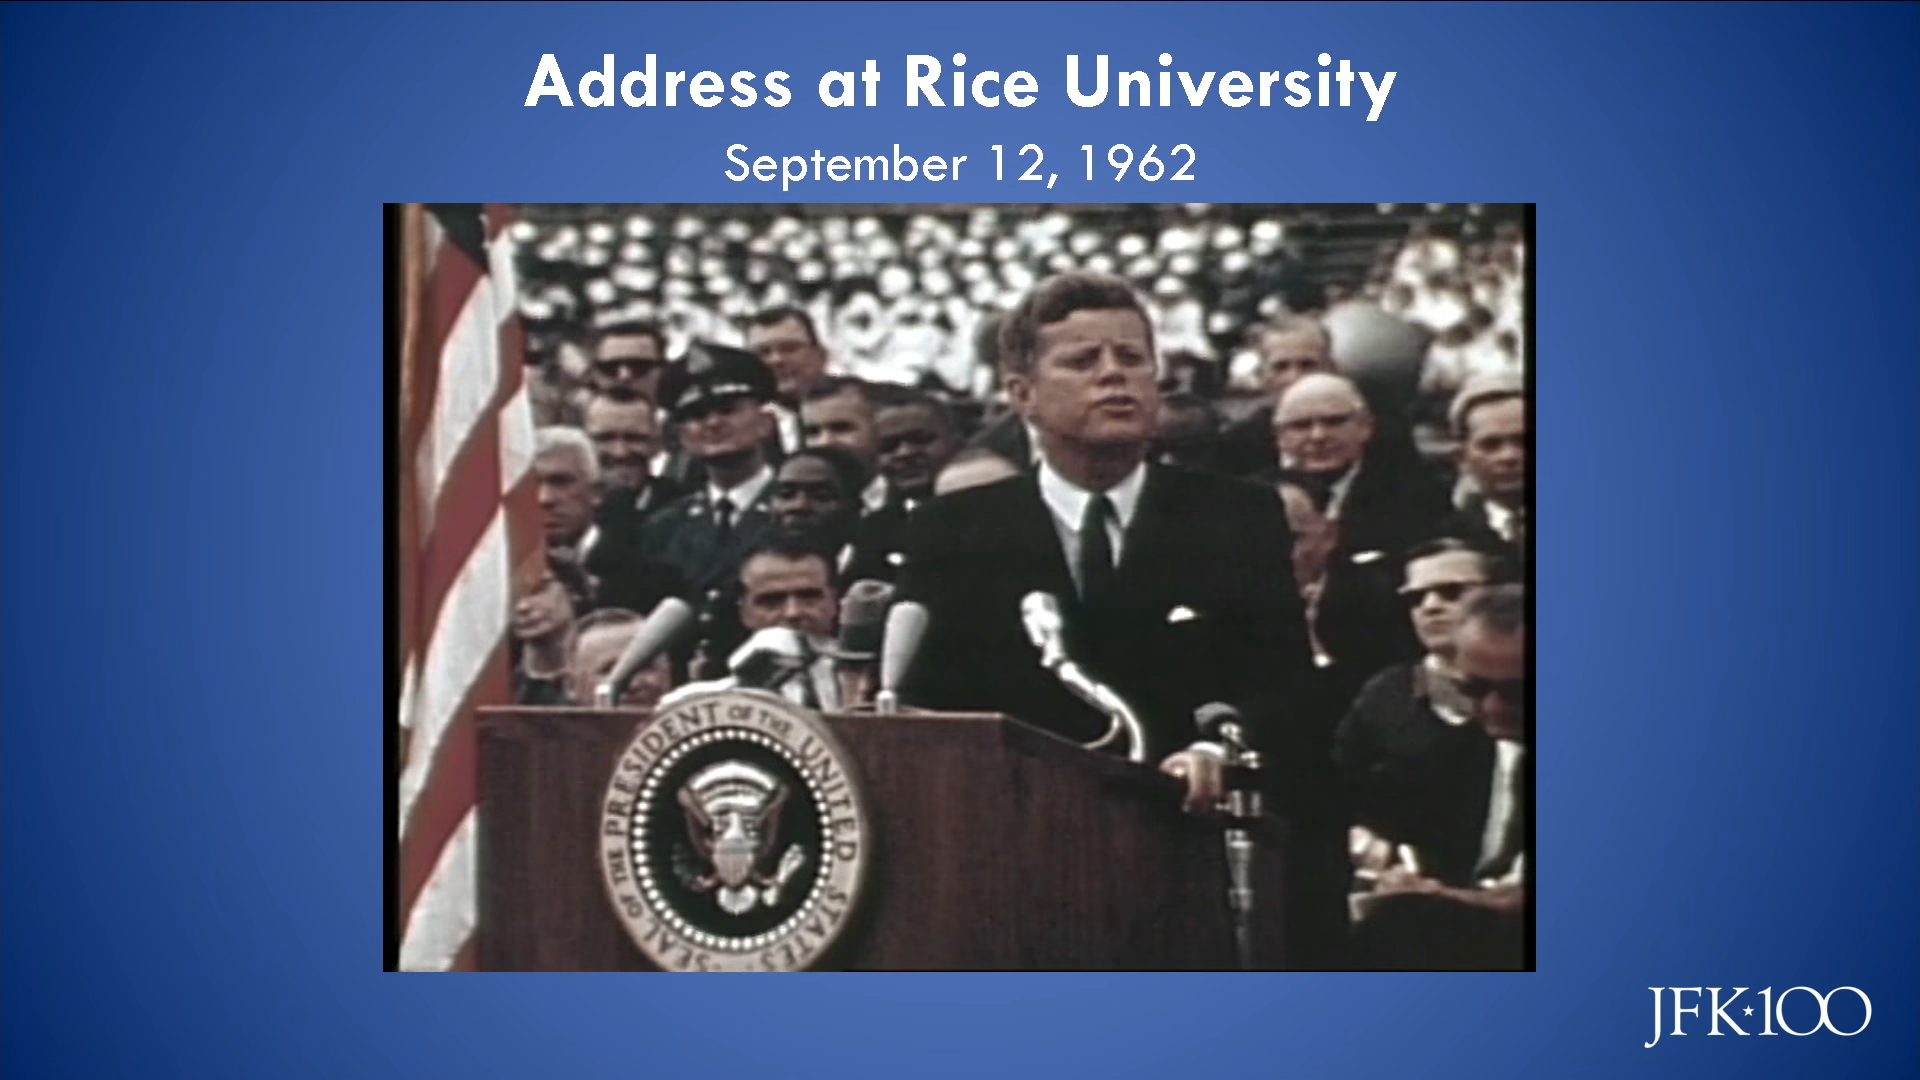 Address at Rice University
September 12, 1962
SEAL OF THE PRESIDENT OF THE UNITED STATES
JFK★100